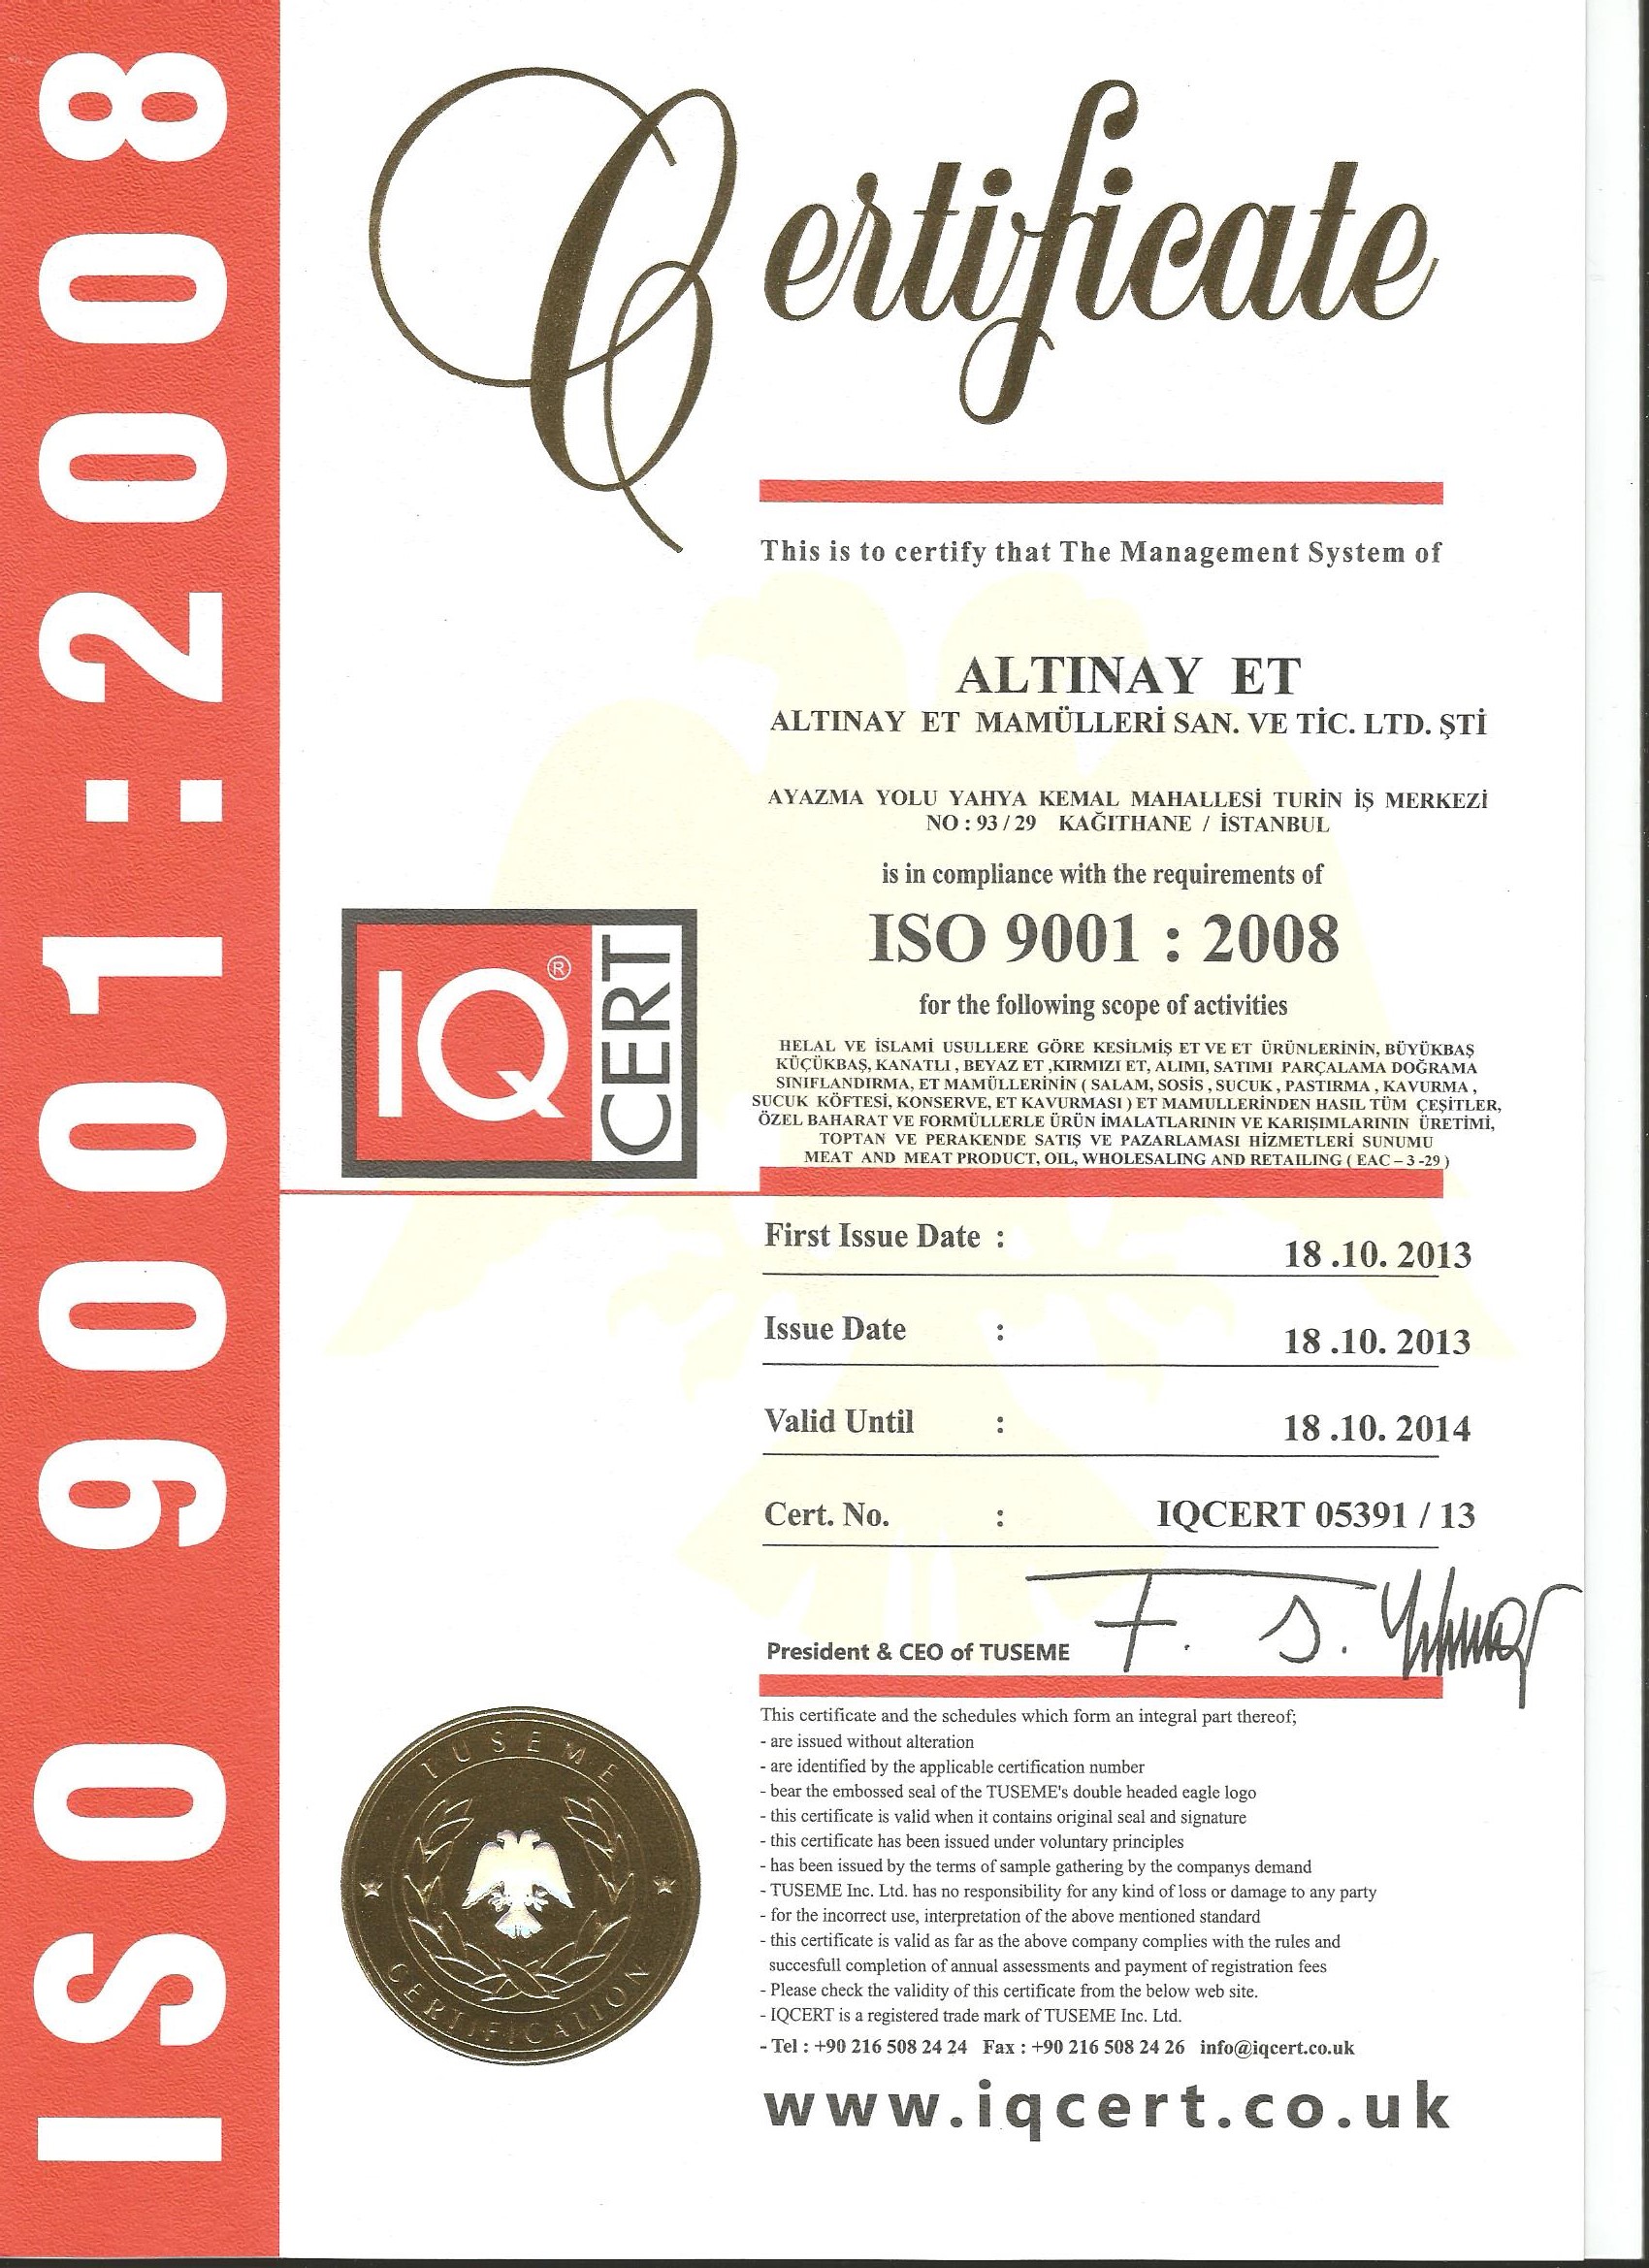 ISO 9001:2008
Certificate
This is to certify that The Management System of
ALTINAY ET
ALTINAY ET MAMÜLLERİ SAN. VE TİC. LTD. ŞTİ
AYAZMA YOLU YAHYA KEMAL MAHALLESİ TURİN İŞ MERKEZİ
NO : 93 / 29 KAĞITHANE / İSTANBUL
is in compliance with the requirements of
ISO 9001 : 2008
for the following scope of activities
HELAL VE İSLAMİ USULLERE GÖRE KESİLMİŞ ET VE ET ÜRÜNLERİNİN, BÜYÜKBAŞ
KÜÇÜKBAŞ, KANATLI , BEYAZ ET ,KIRMIZI ET, ALIMI, SATIMI PARÇALAMA DOĞRAMA
SINIFLANDIRMA, ET MAMÜLLERİNİN ( SALAM, SOSİS , SUCUK , PASTIRMA , KAVURMA ,
SUCUK KÖFTESİ, KONSERVE, ET KAVURMASI ) ET MAMULLERİNDEN HASIL TÜM ÇEŞİTLER,
ÖZEL BAHARAT VE FORMÜLLERLE ÜRÜN İMALATLARININ VE KARIŞIMLARININ ÜRETİMİ,
TOPTAN VE PERAKENDE SATIŞ VE PAZARLAMASI HİZMETLERİ SUNUMU
MEAT AND MEAT PRODUCT, OIL, WHOLESALING AND RETAILING ( EAC – 3 -29 )
IQ ® CERT
First Issue Date : 18 .10. 2013
Issue Date : 18 .10. 2013
Valid Until : 18 .10. 2014
Cert. No. : IQCERT 05391 / 13
President & CEO of TUSEME F. S.
This certificate and the schedules which form an integral part thereof;
- are issued without alteration
- are identified by the applicable certification number
- bear the embossed seal of the TUSEME's double headed eagle logo
- this certificate is valid when it contains original seal and signature
- this certificate has been issued under voluntary principles
- has been issued by the terms of sample gathering by the companys demand
- TUSEME Inc. Ltd. has no responsibility for any kind of loss or damage to any party
- for the incorrect use, interpretation of the above mentioned standard
- this certificate is valid as far as the above company complies with the rules and
succesfull completion of annual assessments and payment of registration fees
- Please check the validity of this certificate from the below web site.
- IQCERT is a registered trade mark of TUSEME Inc. Ltd.
- Tel : +90 216 508 24 24 Fax : +90 216 508 24 26 info@iqcert.co.uk
www.iqcert.co.uk
TUSEME
CERTIFICATION